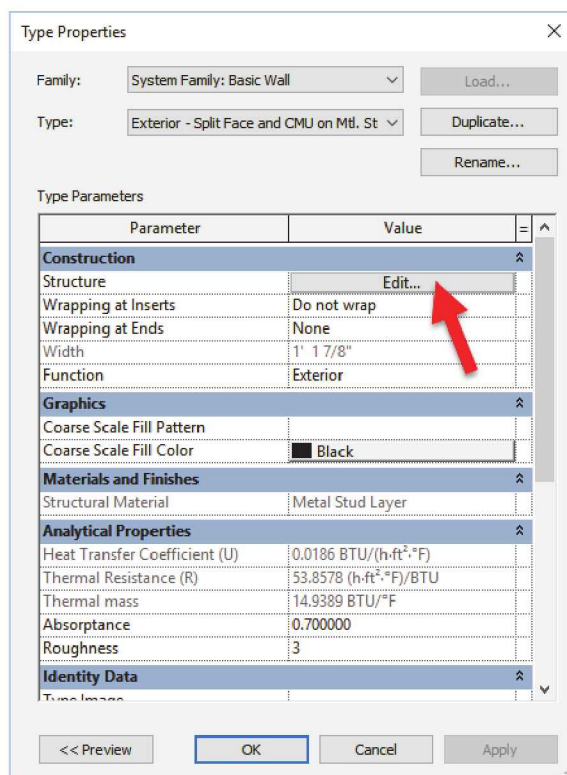 Type Properties
Family: System Family: Basic Wall Load...
Type: Exterior - Split Face and CMU on Mtl. St Duplicate...
Rename...
Type Parameters
Parameter Value =
Construction
Structure Edit...
Wrapping at Inserts Do not wrap
Wrapping at Ends None
Width 1' 1 7/8"
Function Exterior
Graphics
Coarse Scale Fill Pattern
Coarse Scale Fill Color Black
Materials and Finishes
Structural Material Metal Stud Layer
Analytical Properties
Heat Transfer Coefficient (U) 0.0186 BTU/(h·ft²·°F)
Thermal Resistance (R) 53.8578 (h·ft²·°F)/BTU
Thermal mass 14.9389 BTU/°F
Absorptance 0.700000
Roughness 3
Identity Data
Type Image
<< Preview OK Cancel Apply